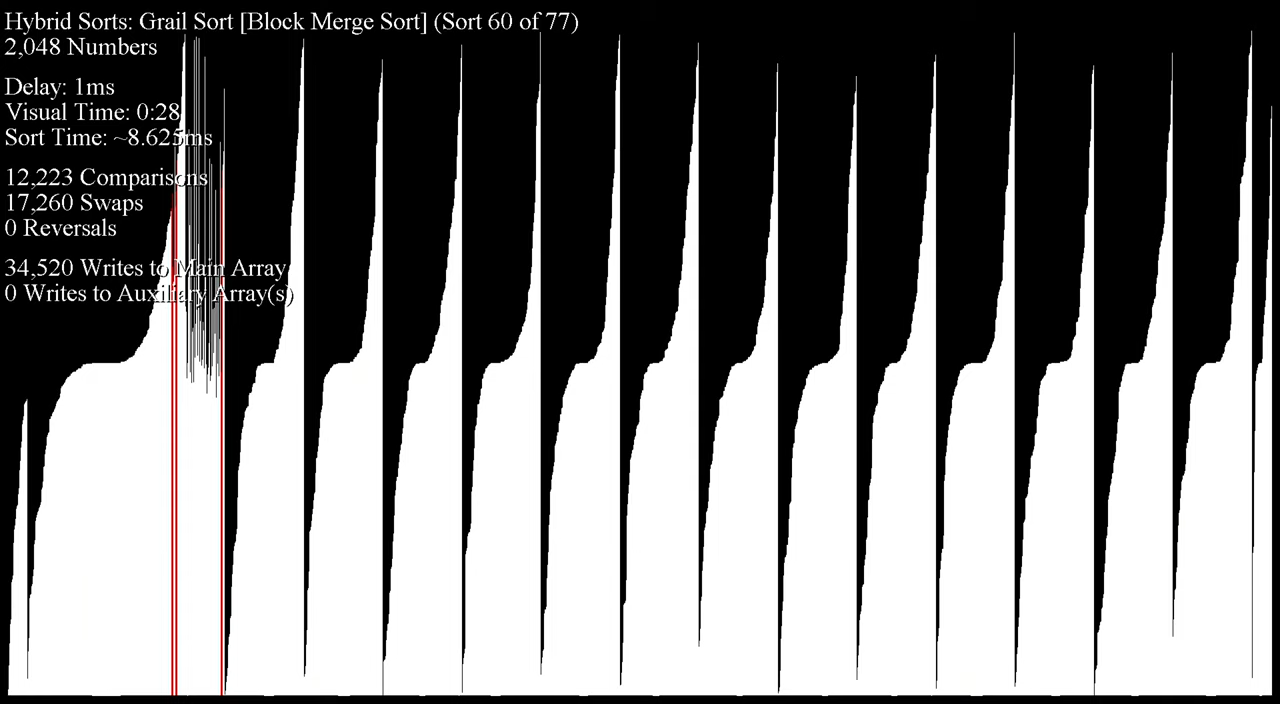 Hybrid Sorts: Grail Sort [Block Merge Sort] (Sort 60 of 77)
2,048 Numbers
Delay: 1ms
Visual Time: 0:28
Sort Time: ~8.625ms
12,223 Comparisons
17,260 Swaps
0 Reversals
34,520 Writes to Main Array
0 Writes to Auxiliary Array(s)